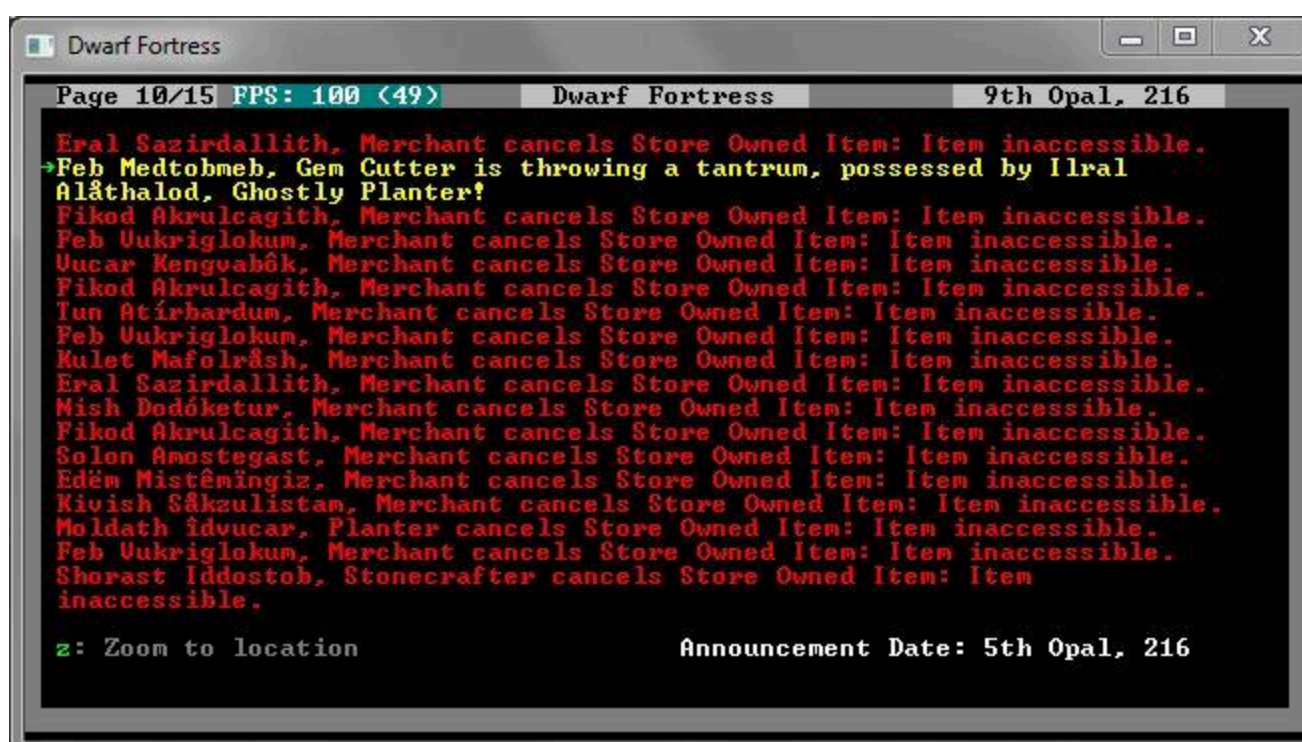 Dwarf Fortress
Page 10/15 FPS: 100 (49) Dwarf Fortress 9th Opal, 216
Eral Sazirdallith, Merchant cancels Store Owned Item: Item inaccessible.
→Feb Medtobmeb, Gem Cutter is throwing a tantrum, possessed by Ilral
Alåthalod, Ghostly Planter!
Fikod Akrulcagith, Merchant cancels Store Owned Item: Item inaccessible.
Feb Vukriglokum, Merchant cancels Store Owned Item: Item inaccessible.
Vucar Kengvabôk, Merchant cancels Store Owned Item: Item inaccessible.
Fikod Akrulcagith, Merchant cancels Store Owned Item: Item inaccessible.
Tun Atírbardum, Merchant cancels Store Owned Item: Item inaccessible.
Feb Vukriglokum, Merchant cancels Store Owned Item: Item inaccessible.
Kulet Mafolråsh, Merchant cancels Store Owned Item: Item inaccessible.
Eral Sazirdallith, Merchant cancels Store Owned Item: Item inaccessible.
Nish Dodóketur, Merchant cancels Store Owned Item: Item inaccessible.
Fikod Akrulcagith, Merchant cancels Store Owned Item: Item inaccessible.
Solon Amostegast, Merchant cancels Store Owned Item: Item inaccessible.
Edëm Mistêmïngiz, Merchant cancels Store Owned Item: Item inaccessible.
Kivish Såkzulistam, Merchant cancels Store Owned Item: Item inaccessible.
Moldath îdvucar, Planter cancels Store Owned Item: Item inaccessible.
Feb Vukriglokum, Merchant cancels Store Owned Item: Item inaccessible.
Shorast Iddostob, Stonecrafter cancels Store Owned Item: Item
inaccessible.
z: Zoom to location Announcement Date: 5th Opal, 216